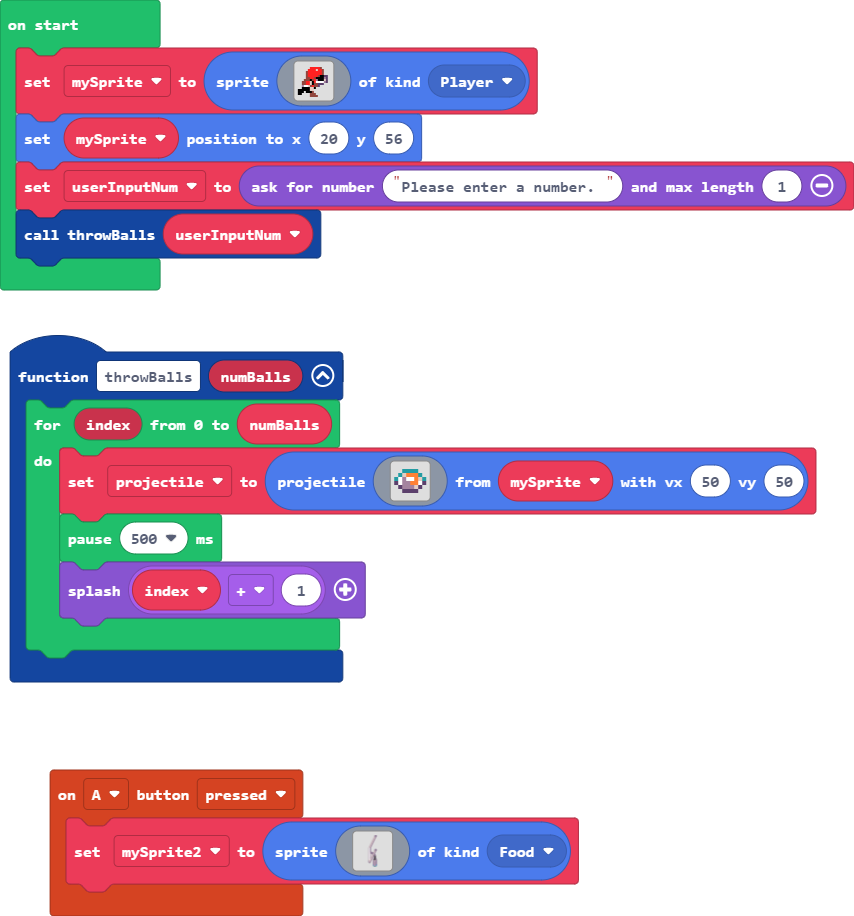 on start
set mySprite to sprite of kind Player
set mySprite position to x 20 y 56
set userInputNum to ask for number "Please enter a number. " and max length 1
call throwBalls userInputNum
function throwBalls numBalls
for index from 0 to numBalls
do
set projectile to projectile from mySprite with vx 50 vy 50
pause 500 ms
splash index + 1
on A button pressed
set mySprite2 to sprite of kind Food